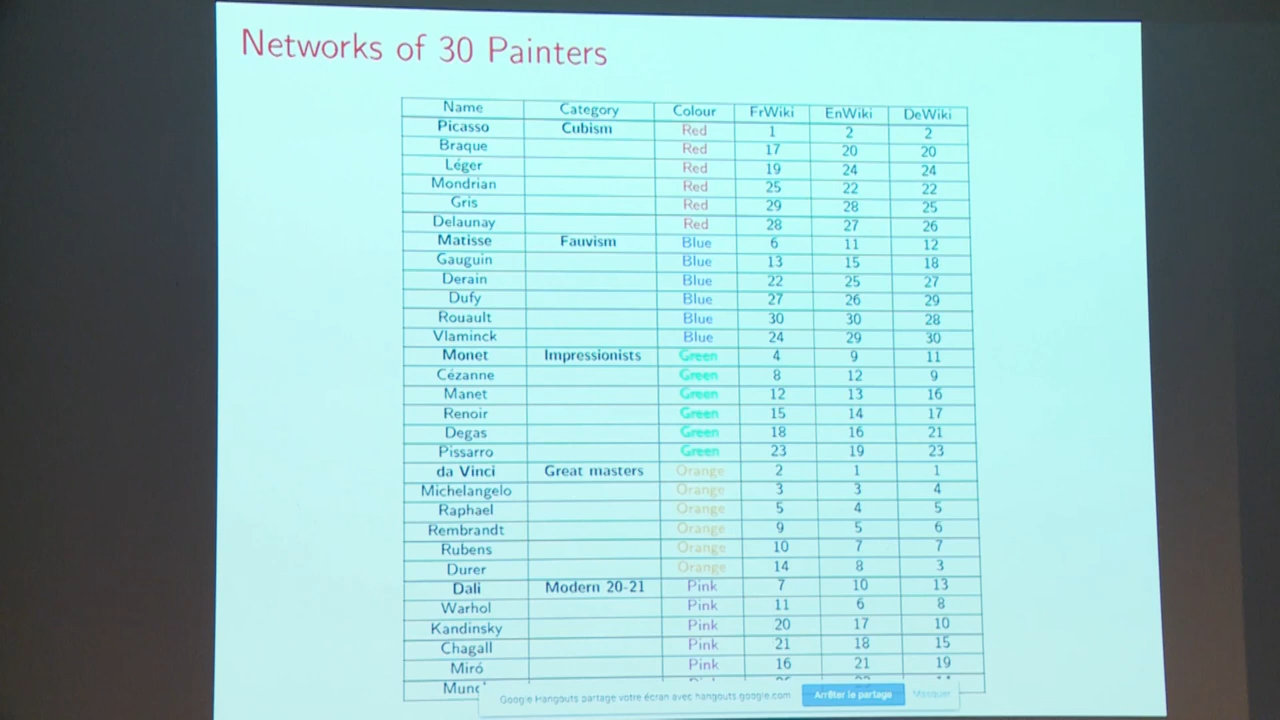 Networks of 30 Painters
Name Category Colour FrWiki EnWiki DeWiki
Picasso Cubism Red 1 2 2
Braque Red 17 20 20
Léger Red 19 24 24
Mondrian Red 25 22 22
Gris Red 29 28 25
Delaunay Red 28 27 26
Matisse Fauvism Blue 6 11 12
Gauguin Blue 13 15 18
Derain Blue 22 25 27
Dufy Blue 27 26 29
Rouault Blue 30 30 28
Vlaminck Blue 24 29 30
Monet Impressionists Green 4 9 11
Cézanne Green 8 12 9
Manet Green 12 13 16
Renoir Green 15 14 17
Degas Green 18 16 21
Pissarro Green 23 19 23
da Vinci Great masters Orange 2 1 1
Michelangelo Orange 3 3 4
Raphael Orange 5 4 5
Rembrandt Orange 9 5 6
Rubens Orange 10 7 7
Durer Orange 14 8 3
Dali Modern 20-21 Pink 7 10 13
Warhol Pink 11 6 8
Kandinsky Pink 20 17 10
Chagall Pink 21 18 15
Miró Pink 16 21 19
Munc
Google Hangouts partage votre écran avec hangouts.google.com. Arrêter le partage Masquer